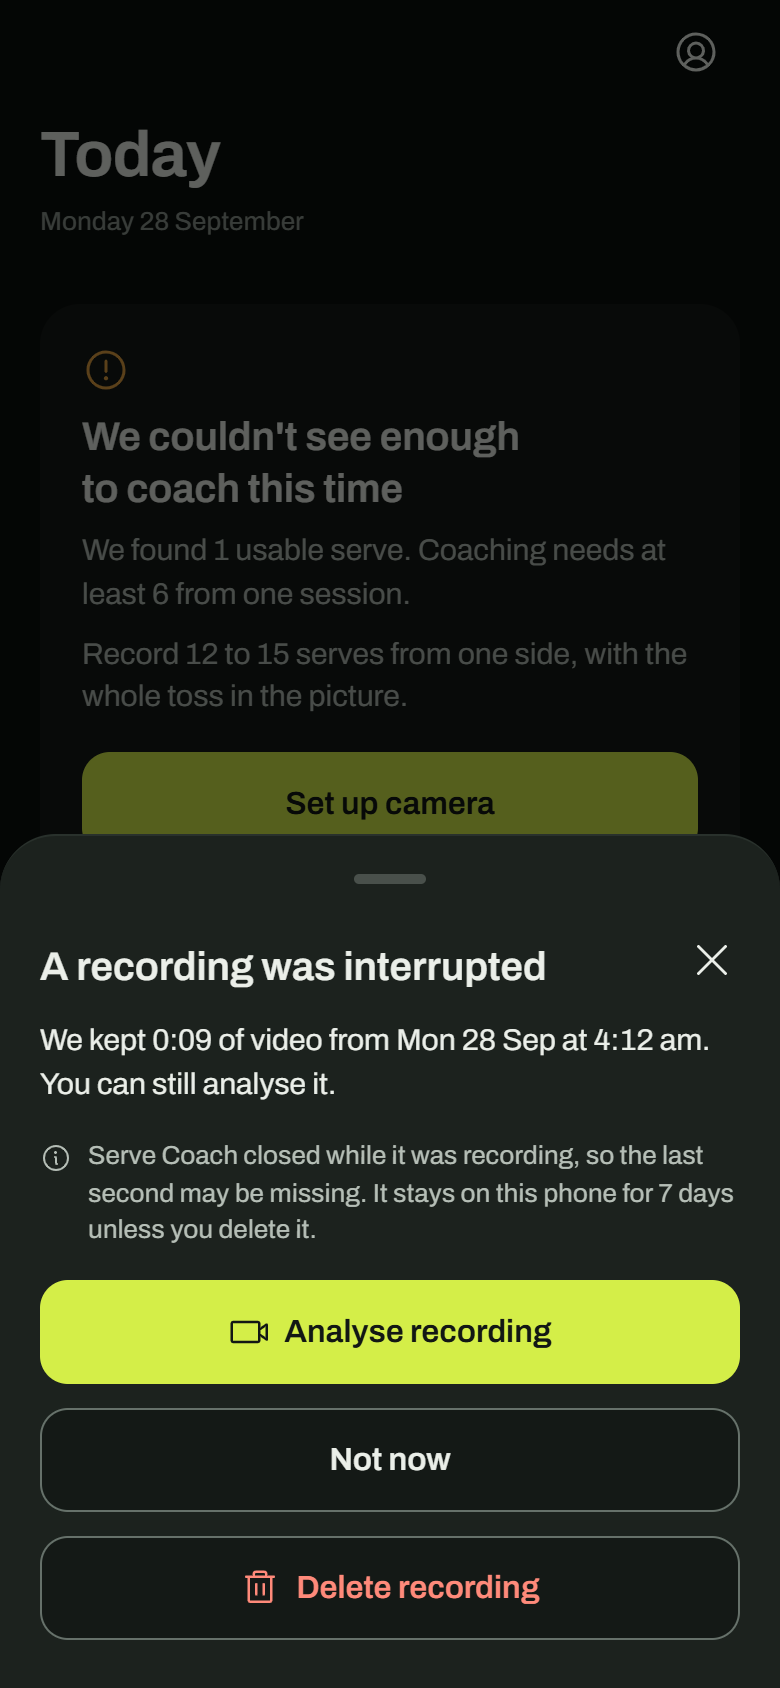 Today
Monday 28 September
We couldn't see enough
to coach this time
We found 1 usable serve. Coaching needs at
least 6 from one session.
Record 12 to 15 serves from one side, with the
whole toss in the picture.
Set up camera
A recording was interrupted
We kept 0:09 of video from Mon 28 Sep at 4:12 am.
You can still analyse it.
Serve Coach closed while it was recording, so the last
second may be missing. It stays on this phone for 7 days
unless you delete it.
Analyse recording
Not now
Delete recording